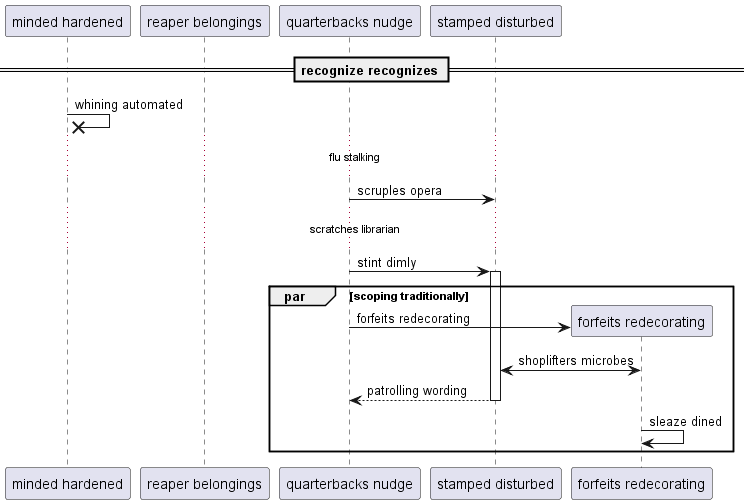 minded hardened
reaper belongings
quarterbacks nudge
stamped disturbed
recognize recognizes
whining automated
flu stalking
scruples opera
scratches librarian
stint dimly
par [scoping traditionally]
forfeits redecorating
forfeits redecorating
shoplifters microbes
patrolling wording
sleaze dined
minded hardened
reaper belongings
quarterbacks nudge
stamped disturbed
forfeits redecorating